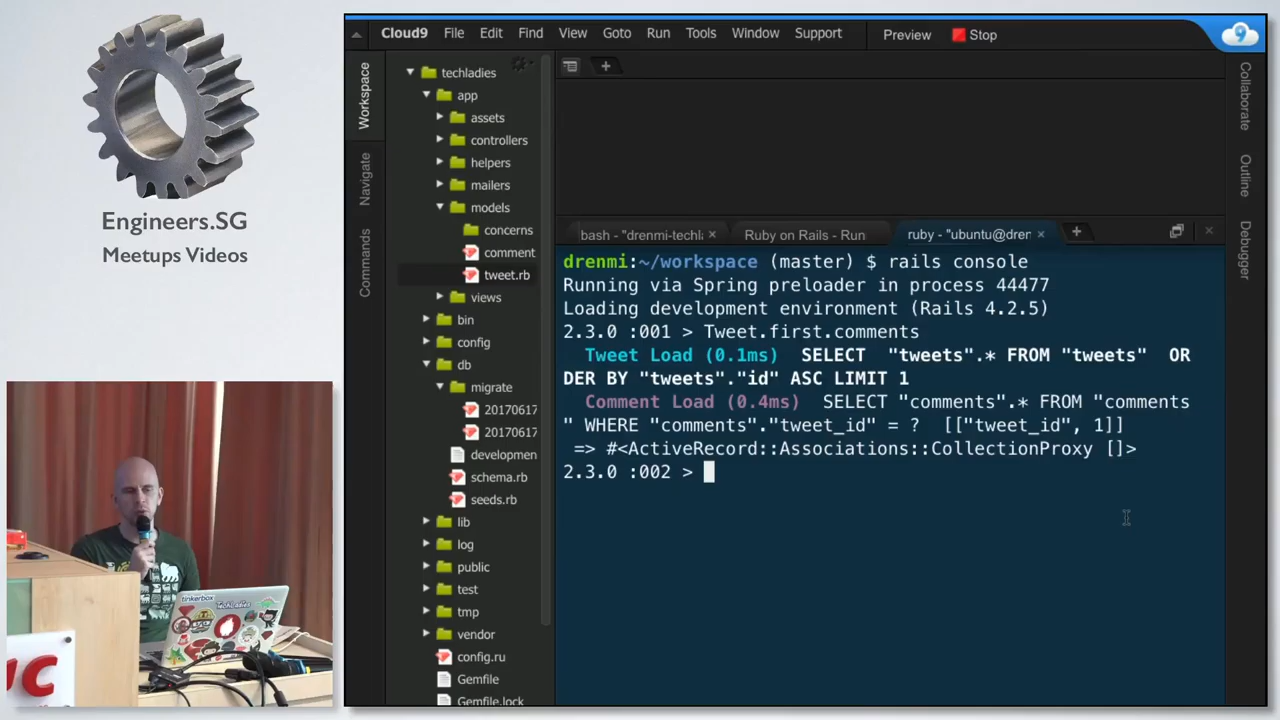 Engineers.SG
Meetups Videos
Cloud9 File Edit Find View Goto Run Tools Window Support Preview Stop
9
Workspace
Navigate
Commands
techladies
app
assets
controllers
helpers
mailers
models
concerns
comment
tweet.rb
views
bin
config
db
migrate
20170617
20170617
developmen
schema.rb
seeds.rb
lib
log
public
test
tmp
vendor
config.ru
Gemfile
Gemfile.lock
bash - "drenmi-techla
Ruby on Rails - Run
ruby - "ubuntu@dren
drenmi:~/workspace (master) $ rails console
Running via Spring preloader in process 44477
Loading development environment (Rails 4.2.5)
2.3.0 :001 > Tweet.first.comments
Tweet Load (0.1ms)  SELECT  "tweets".* FROM "tweets"  OR
DER BY "tweets"."id" ASC LIMIT 1
Comment Load (0.4ms)  SELECT "comments".* FROM "comments
" WHERE "comments"."tweet_id" = ?  [["tweet_id", 1]]
=> #<ActiveRecord::Associations::CollectionProxy []>
2.3.0 :002 >
Collaborate
Outline
Debugger
tinkerbox
TechLadies